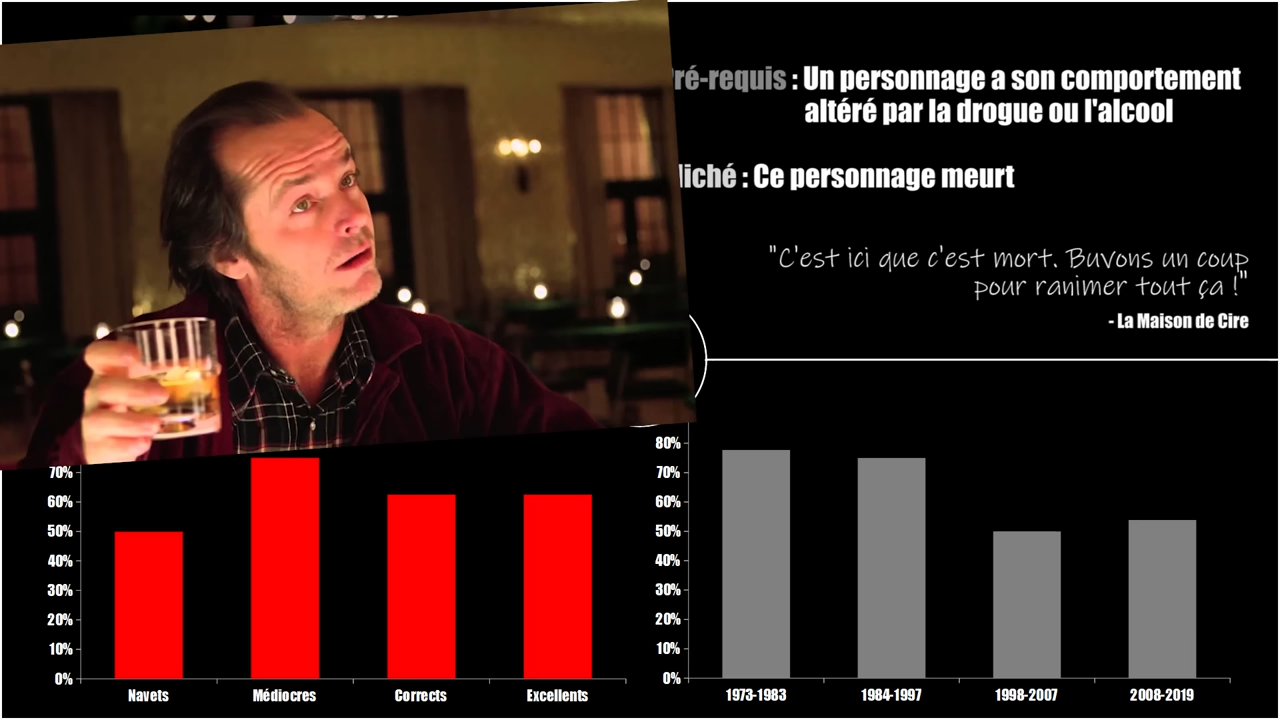 ré-requis : Un personnage a son comportement
altéré par la drogue ou l'alcool
liché : Ce personnage meurt
"C'est ici que c'est mort. Buvons un coup
pour ranimer tout ça !"
- La Maison de Cire
70%
60%
50%
40%
30%
20%
10%
0%
Navets Médiocres Corrects Excellents
80%
70%
60%
50%
40%
30%
20%
10%
0%
1973-1983 1984-1997 1998-2007 2008-2019